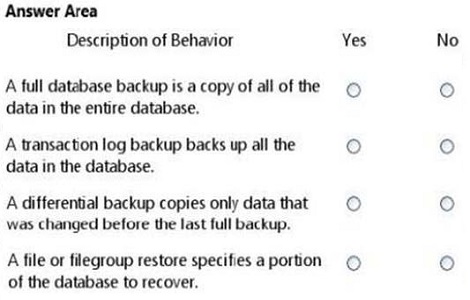 Answer Area
Description of Behavior Yes No
A full database backup is a copy of all of the
data in the entire database.
A transaction log backup backs up all the
data in the database.
A differential backup copies only data that
was changed before the last full backup.
A file or filegroup restore specifies a portion
of the database to recover.